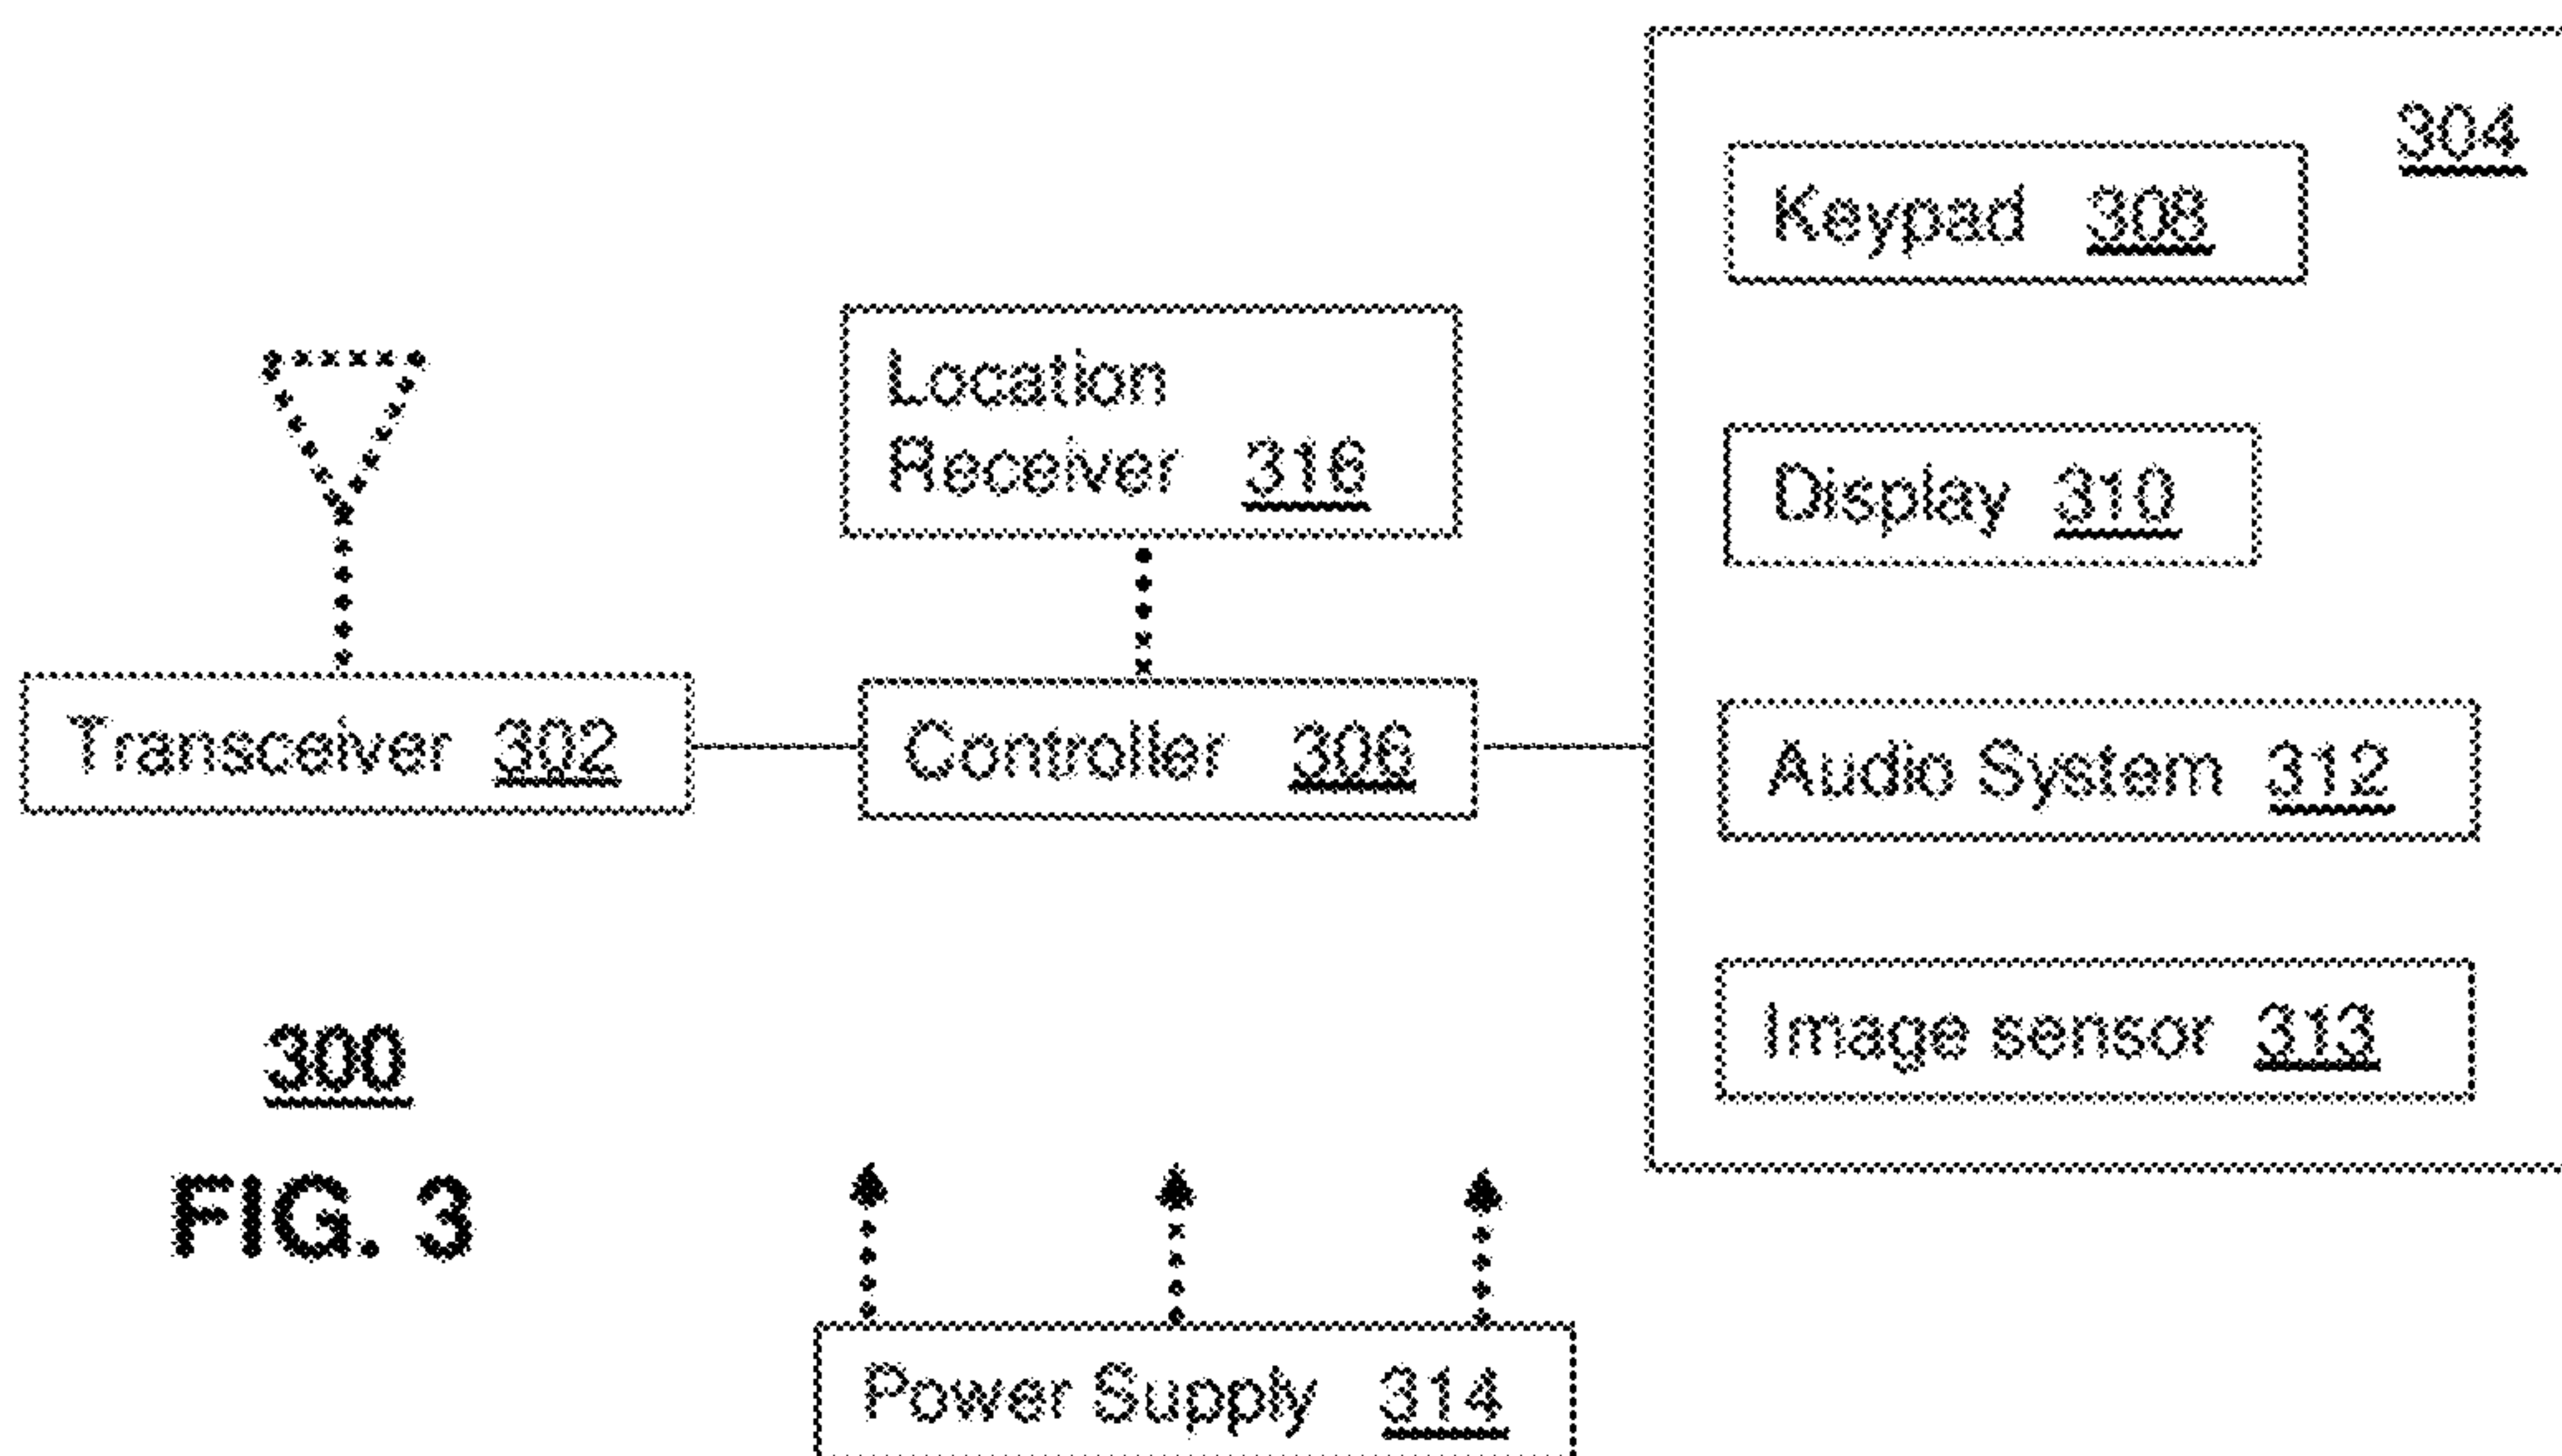 304
Keypad 308
Location
Receiver 316
Display 310
Transceiver 302
Controller 306
Audio System 312
Image sensor 313
300
FIG. 3
Power Supply 314